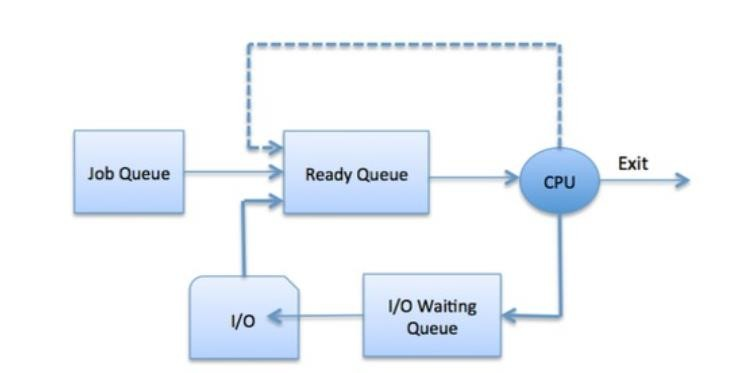 Job Queue
Ready Queue
CPU
Exit
I/O
I/O Waiting
Queue